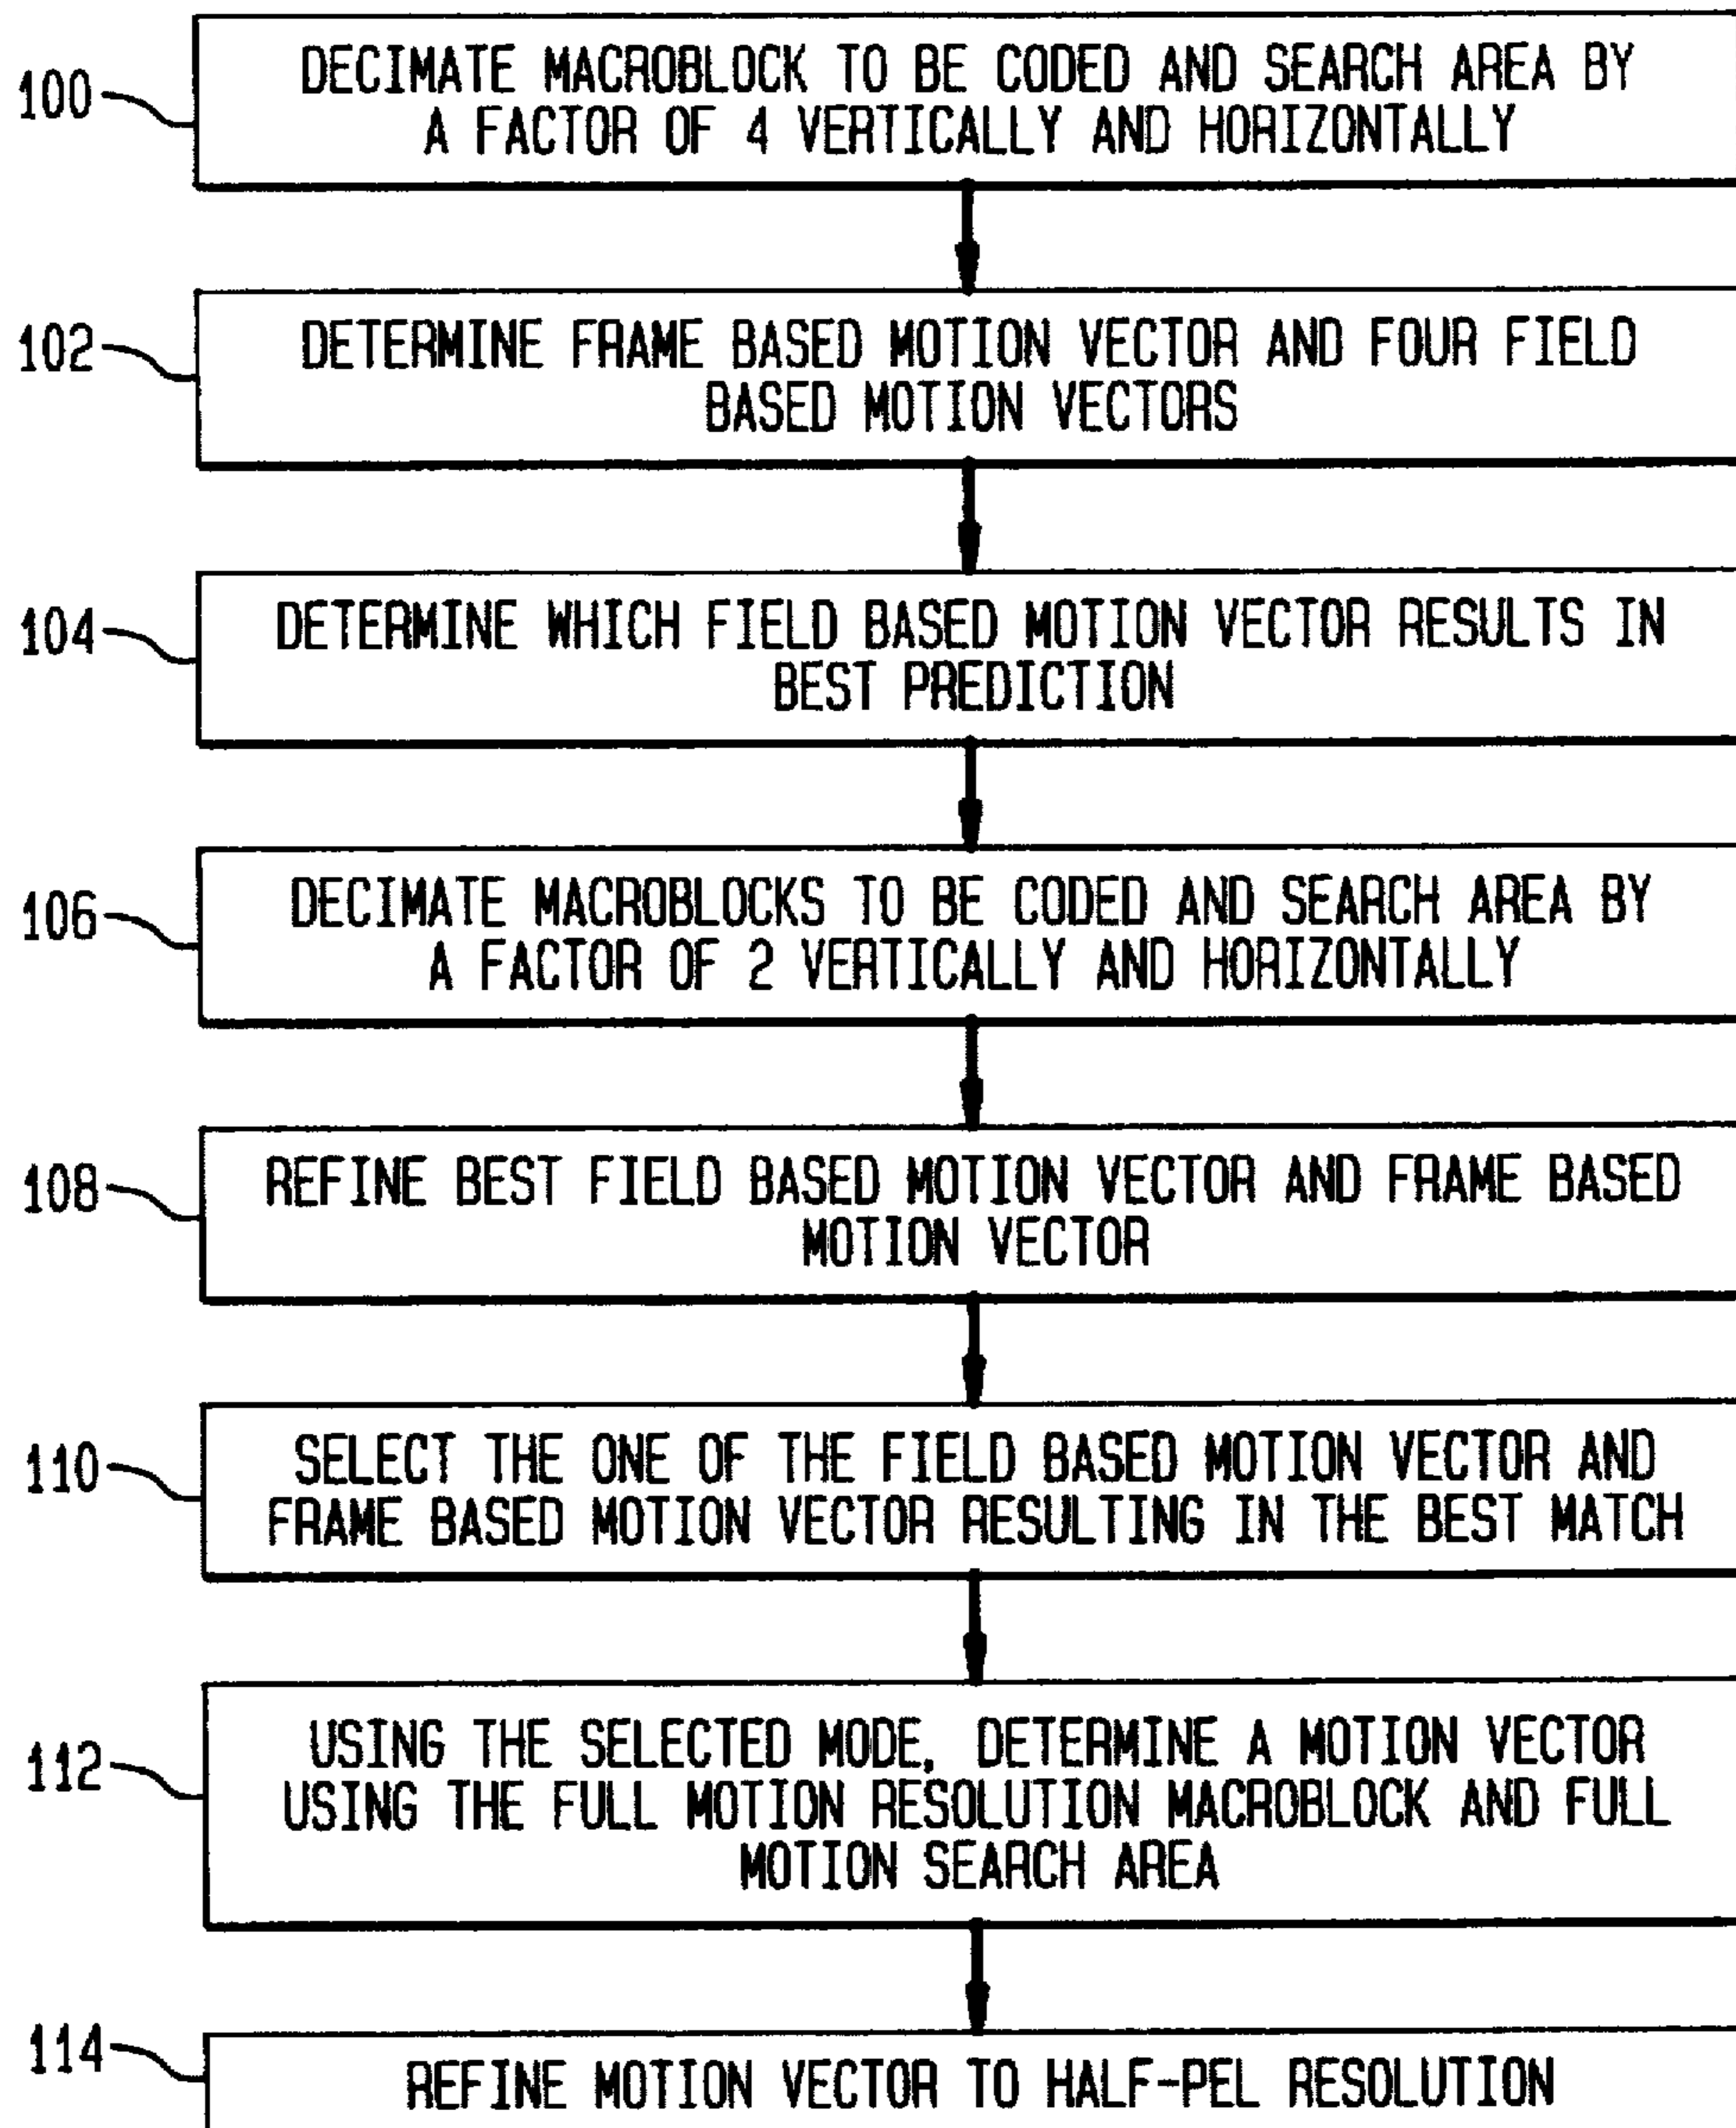 100
DECIMATE MACROBLOCK TO BE CODED AND SEARCH AREA BY
A FACTOR OF 4 VERTICALLY AND HORIZONTALLY
102
DETERMINE FRAME BASED MOTION VECTOR AND FOUR FIELD
BASED MOTION VECTORS
104
DETERMINE WHICH FIELD BASED MOTION VECTOR RESULTS IN
BEST PREDICTION
106
DECIMATE MACROBLOCKS TO BE CODED AND SEARCH AREA BY
A FACTOR OF 2 VERTICALLY AND HORIZONTALLY
108
REFINE BEST FIELD BASED MOTION VECTOR AND FRAME BASED
MOTION VECTOR
110
SELECT THE ONE OF THE FIELD BASED MOTION VECTOR AND
FRAME BASED MOTION VECTOR RESULTING IN THE BEST MATCH
112
USING THE SELECTED MODE, DETERMINE A MOTION VECTOR
USING THE FULL MOTION RESOLUTION MACROBLOCK AND FULL
MOTION SEARCH AREA
114
REFINE MOTION VECTOR TO HALF-PEL RESOLUTION